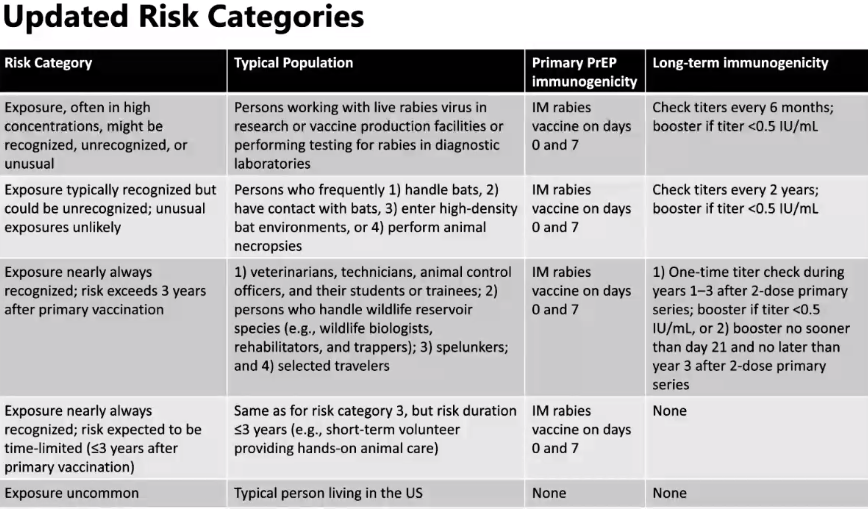 Updated Risk Categories
Risk Category
Typical Population
Primary PrEP
immunogenicity
Long-term immunogenicity
Exposure, often in high
concentrations, might be
recognized, unrecognized, or
unusual
Persons working with live rabies virus in
research or vaccine production facilities or
performing testing for rabies in diagnostic
laboratories
IM rabies
vaccine on days
0 and 7
Check titers every 6 months;
booster if titer <0.5 IU/mL
Exposure typically recognized but
could be unrecognized; unusual
exposures unlikely
Persons who frequently 1) handle bats, 2)
have contact with bats, 3) enter high-density
bat environments, or 4) perform animal
necropsies
IM rabies
vaccine on days
0 and 7
Check titers every 2 years;
booster if titer <0.5 IU/mL
Exposure nearly always
recognized; risk exceeds 3 years
after primary vaccination
1) veterinarians, technicians, animal control
officers, and their students or trainees; 2)
persons who handle wildlife reservoir
species (e.g., wildlife biologists,
rehabilitators, and trappers); 3) spelunkers;
and 4) selected travelers
IM rabies
vaccine on days
0 and 7
1) One-time titer check during
years 1–3 after 2-dose primary
series; booster if titer <0.5
IU/mL, or 2) booster no sooner
than day 21 and no later than
year 3 after 2-dose primary
series
Exposure nearly always
recognized; risk expected to be
time-limited (≤3 years after
primary vaccination)
Same as for risk category 3, but risk duration
≤3 years (e.g., short-term volunteer
providing hands-on animal care)
IM rabies
vaccine on days
0 and 7
None
Exposure uncommon
Typical person living in the US
None
None